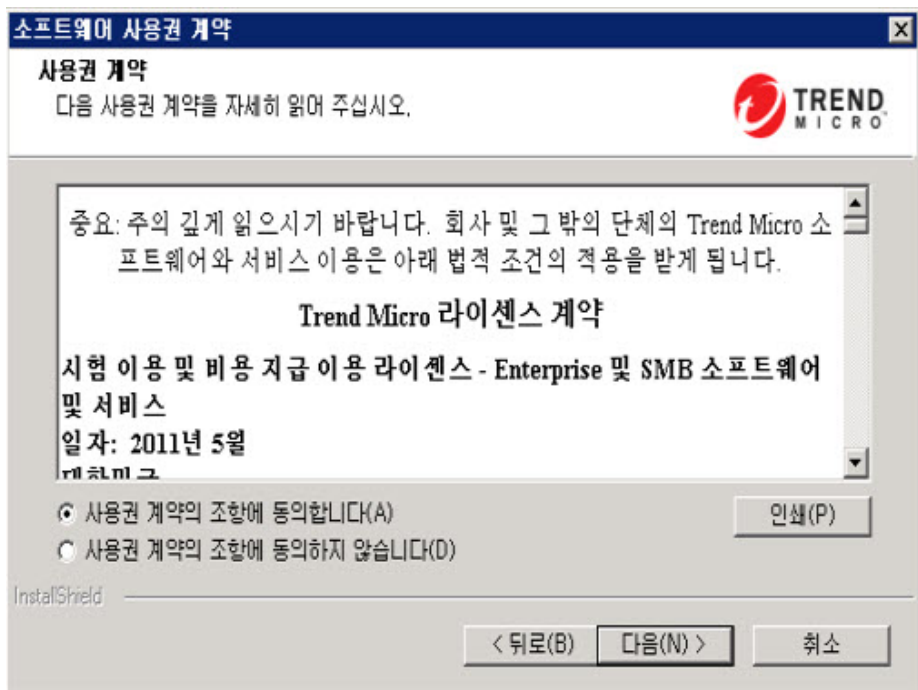 소프트웨어 사용권 계약
사용권 계약
다음 사용권 계약을 자세히 읽어 주십시오.
TREND
MICRO
중요: 주의 깊게 읽으시기 바랍니다. 회사 및 그 밖의 단체의 Trend Micro 소
프트웨어와 서비스 이용은 아래 법적 조건의 적용을 받게 됩니다.
Trend Micro 라이센스 계약
시험 이용 및 비용 지급 이용 라이센스 - Enterprise 및 SMB 소프트웨어
및 서비스
일자: 2011년 5월
대한민국
사용권 계약의 조항에 동의합니다(A)
인쇄(P)
사용권 계약의 조항에 동의하지 않습니다(D)
InstallShield
< 뒤로(B)
다음(N) >
취소